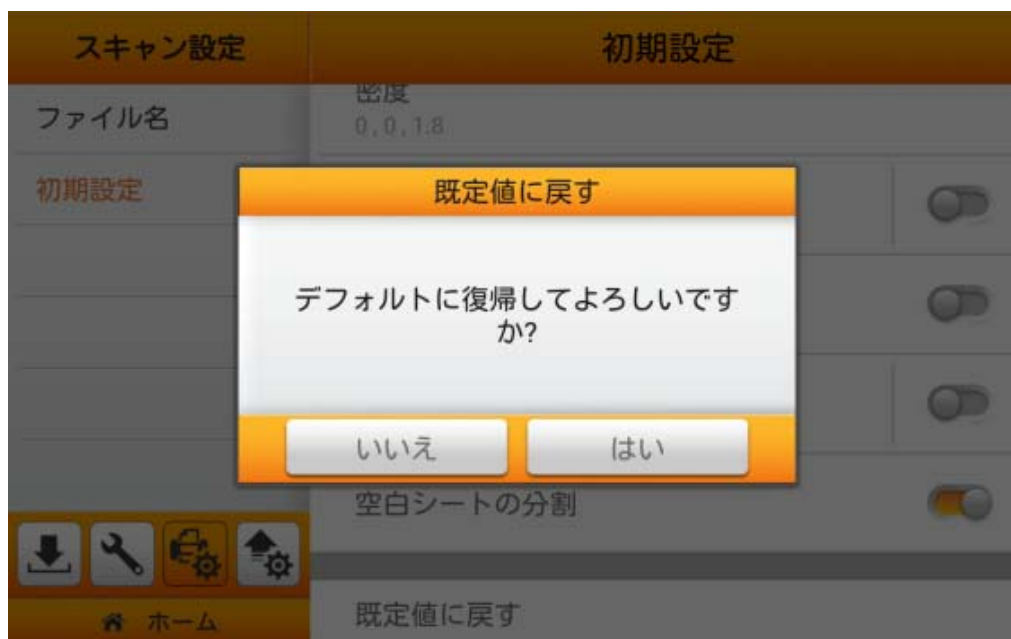 スキャン設定
初期設定
ファイル名
初期設定
密度
0, 0, 1.8
既定値に戻す
デフォルトに復帰してよろしいです
か?
いいえ
はい
空白シートの分割
既定値に戻す
ホーム